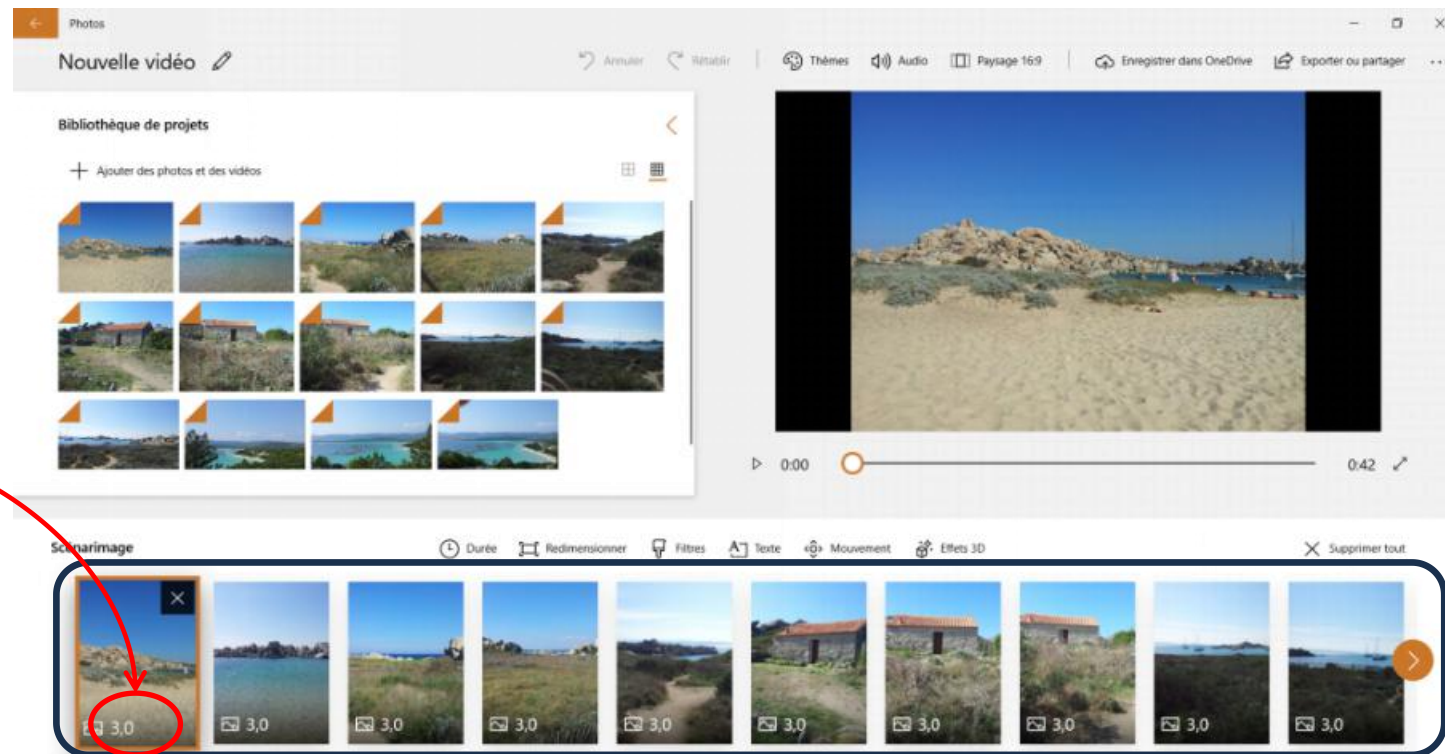 Photos
Nouvelle vidéo
Annuler Rétablir Thèmes Audio Paysage 16:9 Enregistrer dans OneDrive Exporter ou partager
Bibliothèque de projets
Ajouter des photos et des vidéos
0:00 0:42
Scénarimage
Durée Redimensionner Filtres Texte Mouvement Effets 3D Supprimer tout
3,0 3,0 3,0 3,0 3,0 3,0 3,0 3,0 3,0 3,0